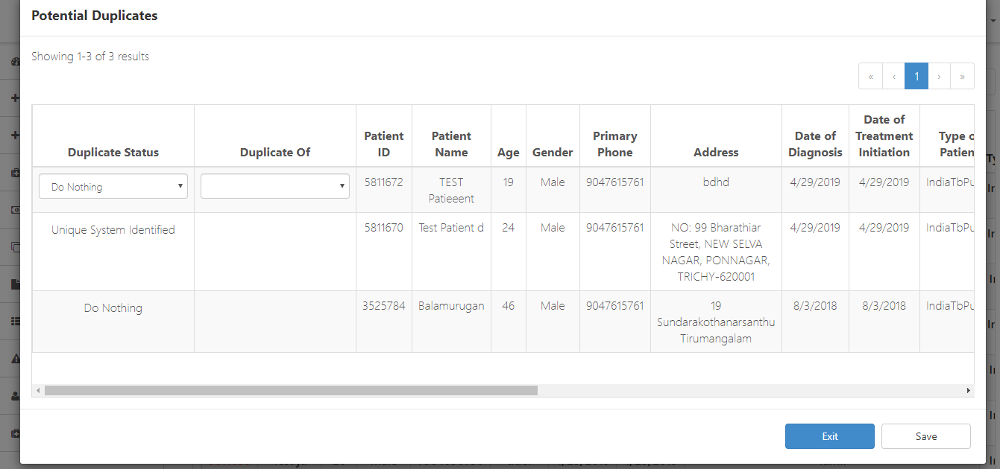 Potential Duplicates
Showing 1-3 of 3 results
« ‹ 1 › »
Duplicate Status
Duplicate Of
Patient
ID
Patient
Name
Age
Gender
Primary
Phone
Address
Date of
Diagnosis
Date of
Treatment
Initiation
Type o
Patien
Do Nothing
5811672
TEST
Patieeent
19
Male
9047615761
bdhd
4/29/2019
4/29/2019
IndiaTbPu
Unique System Identified
5811670
Test Patient d
24
Male
9047615761
NO: 99 Bharathiar
Street, NEW SELVA
NAGAR, PONNAGAR,
TRICHY-620001
4/29/2019
4/29/2019
IndiaTbPu
Do Nothing
3525784
Balamurugan
46
Male
9047615761
19
Sundarakothanarsanthu
Tirumangalam
8/3/2018
8/3/2018
IndiaTbPu
Exit
Save